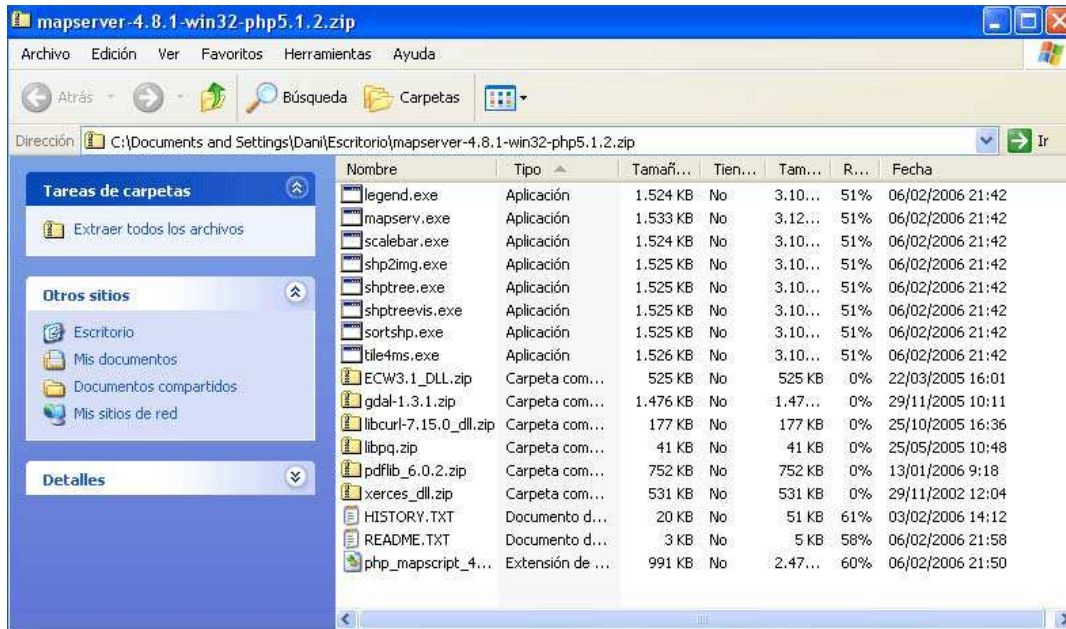 mapserver-4.8.1-win32-php5.1.2.zip
Archivo Edición Ver Favoritos Herramientas Ayuda
Atrás Búsqueda Carpetas
Dirección C:\Documents and Settings\Dani\Escritorio\mapserver-4.8.1-win32-php5.1.2.zip Ir
Tareas de carpetas
Extraer todos los archivos
Otros sitios
Escritorio
Mis documentos
Documentos compartidos
Mis sitios de red
Detalles
Nombre Tipo Tamañ... Tien... Tam... R... Fecha
legend.exe Aplicación 1.524 KB No 3.10... 51% 06/02/2006 21:42
mapserv.exe Aplicación 1.533 KB No 3.12... 51% 06/02/2006 21:42
scalebar.exe Aplicación 1.524 KB No 3.10... 51% 06/02/2006 21:42
shp2img.exe Aplicación 1.525 KB No 3.10... 51% 06/02/2006 21:42
shptree.exe Aplicación 1.525 KB No 3.10... 51% 06/02/2006 21:42
shptreevis.exe Aplicación 1.525 KB No 3.10... 51% 06/02/2006 21:42
sortshp.exe Aplicación 1.525 KB No 3.10... 51% 06/02/2006 21:42
tile4ms.exe Aplicación 1.526 KB No 3.10... 51% 06/02/2006 21:42
ECW3.1_DLL.zip Carpeta com... 525 KB No 525 KB 0% 22/03/2005 16:01
gdal-1.3.1.zip Carpeta com... 1.476 KB No 1.47... 0% 29/11/2005 10:11
libcurl-7.15.0_dll.zip Carpeta com... 177 KB No 177 KB 0% 25/10/2005 16:36
libpq.zip Carpeta com... 41 KB No 41 KB 0% 25/05/2005 10:48
pdflib_6.0.2.zip Carpeta com... 752 KB No 752 KB 0% 13/01/2006 9:18
xerces_dll.zip Carpeta com... 531 KB No 531 KB 0% 29/11/2002 12:04
HISTORY.TXT Documento d... 20 KB No 51 KB 61% 03/02/2006 14:12
README.TXT Documento d... 3 KB No 5 KB 58% 06/02/2006 21:58
php_mapscript_4... Extensión de ... 991 KB No 2.47... 60% 06/02/2006 21:50